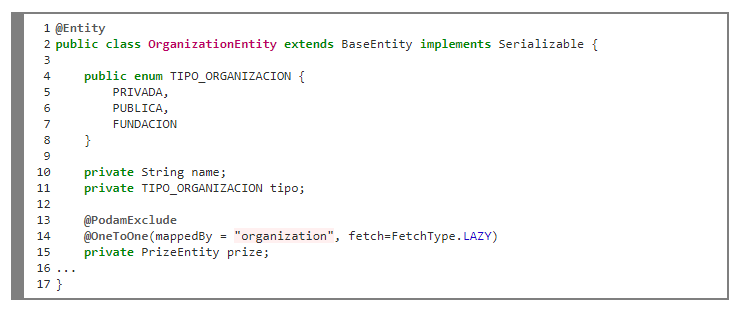 1 @Entity
2 public class OrganizationEntity extends BaseEntity implements Serializable {
3
4     public enum TIPO_ORGANIZACION {
5         PRIVADA,
6         PUBLICA,
7         FUNDACION
8     }
9
10     private String name;
11     private TIPO_ORGANIZACION tipo;
12
13     @PodamExclude
14     @OneToOne(mappedBy = "organization", fetch=FetchType.LAZY)
15     private PrizeEntity prize;
16 ...
17 }